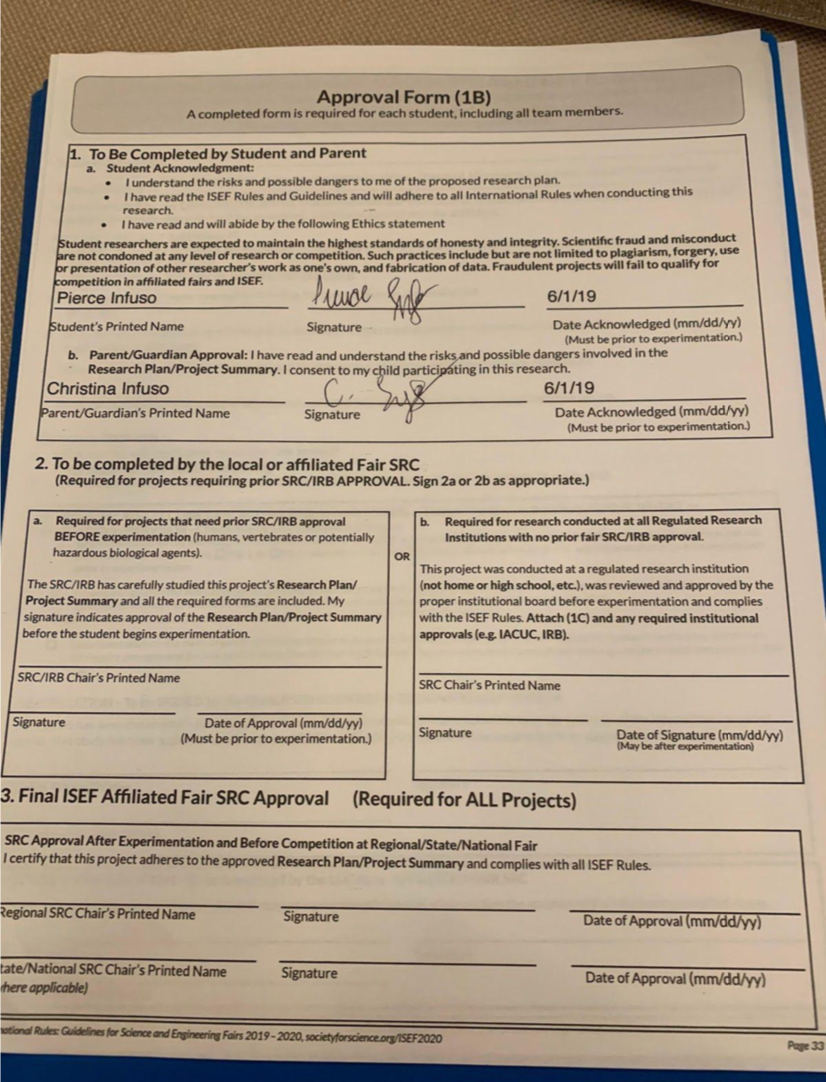 Approval Form (1B)
A completed form is required for each student, including all team members.
1. To Be Completed by Student and Parent
a. Student Acknowledgment:
• I understand the risks and possible dangers to me of the proposed research plan.
• I have read the ISEF Rules and Guidelines and will adhere to all International Rules when conducting this
research.
• I have read and will abide by the following Ethics statement
Student researchers are expected to maintain the highest standards of honesty and integrity. Scientific fraud and misconduct
are not condoned at any level of research or competition. Such practices include but are not limited to plagiarism, forgery, use
or presentation of other researcher's work as one's own, and fabrication of data. Fraudulent projects will fail to qualify for
competition in affiliated fairs and ISEF.
Pierce Infuso 6/1/19
Student's Printed Name Signature Date Acknowledged (mm/dd/yy)
(Must be prior to experimentation.)
b. Parent/Guardian Approval: I have read and understand the risks and possible dangers involved in the
Research Plan/Project Summary. I consent to my child participating in this research.
Christina Infuso 6/1/19
Parent/Guardian's Printed Name Signature Date Acknowledged (mm/dd/yy)
(Must be prior to experimentation.)
2. To be completed by the local or affiliated Fair SRC
(Required for projects requiring prior SRC/IRB APPROVAL. Sign 2a or 2b as appropriate.)
a. Required for projects that need prior SRC/IRB approval
BEFORE experimentation (humans, vertebrates or potentially
hazardous biological agents).
The SRC/IRB has carefully studied this project's Research Plan/
Project Summary and all the required forms are included. My
signature indicates approval of the Research Plan/Project Summary
before the student begins experimentation.
SRC/IRB Chair's Printed Name
Signature Date of Approval (mm/dd/yy)
(Must be prior to experimentation.)
OR
b. Required for research conducted at all Regulated Research
Institutions with no prior fair SRC/IRB approval.
This project was conducted at a regulated research institution
(not home or high school, etc.), was reviewed and approved by the
proper institutional board before experimentation and complies
with the ISEF Rules. Attach (1C) and any required institutional
approvals (e.g. IACUC, IRB).
SRC Chair's Printed Name
Signature Date of Signature (mm/dd/yy)
(May be after experimentation)
3. Final ISEF Affiliated Fair SRC Approval (Required for ALL Projects)
SRC Approval After Experimentation and Before Competition at Regional/State/National Fair
I certify that this project adheres to the approved Research Plan/Project Summary and complies with all ISEF Rules.
Regional SRC Chair's Printed Name Signature Date of Approval (mm/dd/yy)
tate/National SRC Chair's Printed Name Signature Date of Approval (mm/dd/yy)
here applicable)
national Rules: Guidelines for Science and Engineering Fairs 2019 – 2020, societyforscience.org/ISEF2020 Page 33